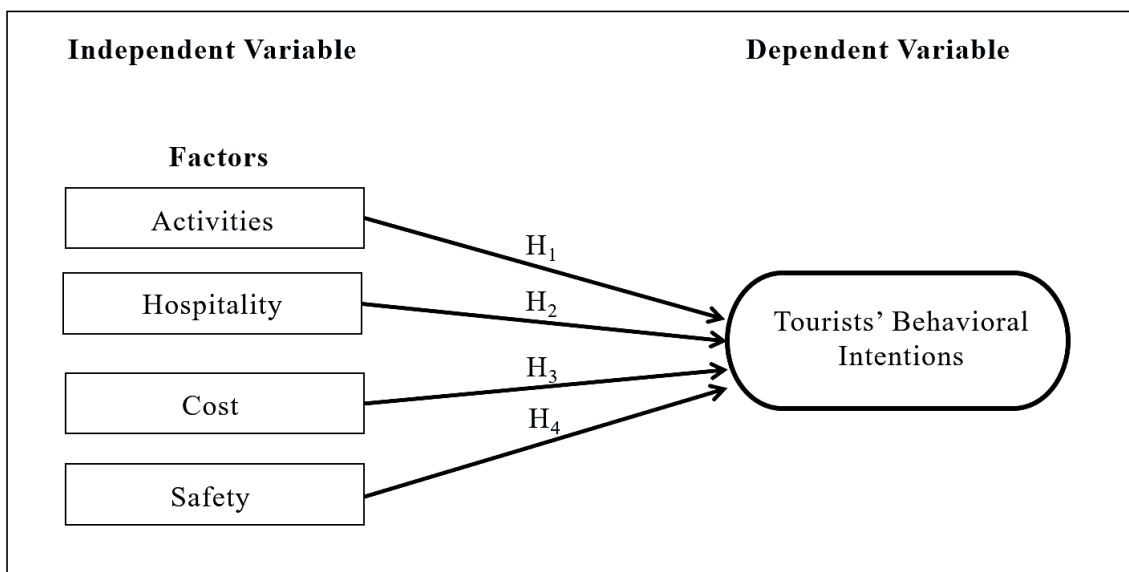 Independent Variable
Dependent Variable
Factors
Activities
H₁
Hospitality
H₂
Tourists’ Behavioral
Intentions
H₃
Cost
H₄
Safety